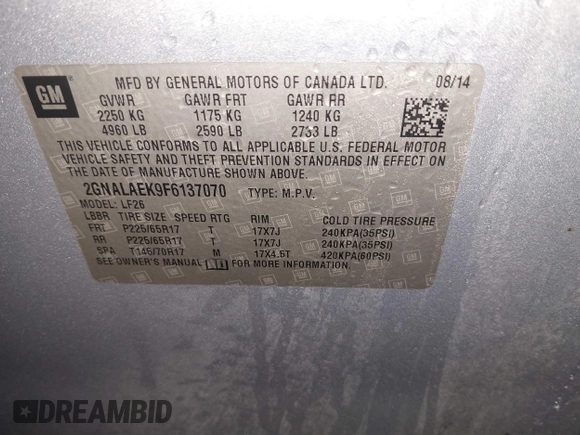 GM
MFD BY GENERAL MOTORS OF CANADA LTD. 08/14
GVWR GAWR FRT GAWR RR
2250 KG 1175 KG 1240 KG
4960 LB 2590 LB 2733 LB
THIS VEHICLE CONFORMS TO ALL APPLICABLE U.S. FEDERAL MOTOR
VEHICLE SAFETY AND THEFT PREVENTION STANDARDS IN EFFECT ON
THE DATE OF MANUFACTURE SHOWN ABOVE.
2GNALAEK9F6137070 TYPE: M.P.V.
MODEL: LF26
LBBR TIRE SIZE SPEED RTG RIM COLD TIRE PRESSURE
FRT P225/65R17 T 17X7J 240KPA(35PSI)
RR P225/65R17 T 17X7J 240KPA(35PSI)
SPA T145/70R17 M 17X4.5T 420KPA(60PSI)
SEE OWNER'S MANUAL FOR MORE INFORMATION
DREAMBID